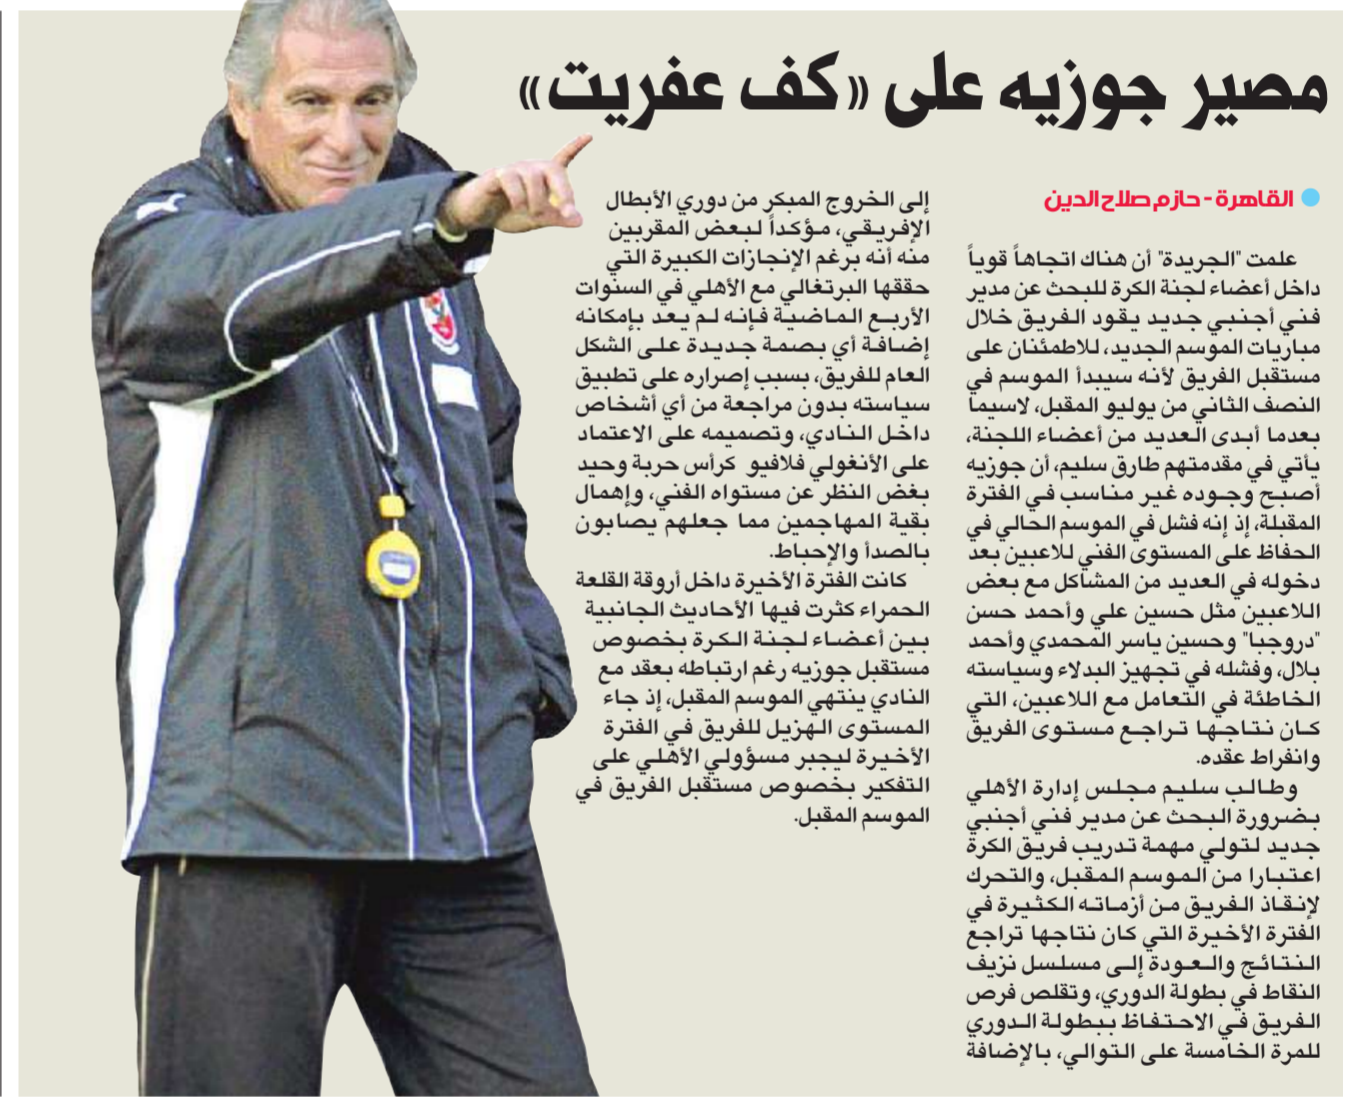 مصير جوزيه على «كف عفريت»
القاهرة - حازم صلاح الدين
علمت "الجريدة" أن هناك اتجاهاً قوياً
داخل أعضاء لجنة الكرة للبحث عن مدير
فني أجنبي جديد يقود الفريق خلال
مباريات الموسم الجديد، للاطمئنان على
مستقبل الفريق لأنه سيبدأ الموسم في
النصف الثاني من يوليو المقبل، لاسيما
بعدما أبدى العديد من أعضاء اللجنة،
يأتي في مقدمتهم طارق سليم، أن جوزيه
أصبح وجوده غير مناسب في الفترة
المقبلة، إذ إنه فشل في الموسم الحالي في
الحفاظ على المستوى الفني للاعبين بعد
دخوله في العديد من المشاكل مع بعض
اللاعبين مثل حسين علي وأحمد حسن
"دروجبا" وحسين ياسر المحمدي وأحمد
بلال، وفشله في تجهيز البدلاء وسياسته
الخاطئة في التعامل مع اللاعبين، التي
كان نتاجها تراجع مستوى الفريق
وانفراط عقده.
وطالب سليم مجلس إدارة الأهلي
بضرورة البحث عن مدير فني أجنبي
جديد لتولي مهمة تدريب فريق الكرة
اعتبارا من الموسم المقبل، والتحرك
لإنقاذ الفريق من أزماته الكثيرة في
الفترة الأخيرة التي كان نتاجها تراجع
النتائج والعودة إلى مسلسل نزيف
النقاط في بطولة الدوري، وتقلص فرص
الفريق في الاحتفاظ ببطولة الدوري
للمرة الخامسة على التوالي، بالإضافة
إلى الخروج المبكر من دوري الأبطال
الإفريقي، مؤكداً لبعض المقربين
منه أنه برغم الإنجازات الكبيرة التي
حققها البرتغالي مع الأهلي في السنوات
الأربع الماضية فإنه لم يعد بإمكانه
إضافة أي بصمة جديدة على الشكل
العام للفريق، بسبب إصراره على تطبيق
سياسته بدون مراجعة من أي أشخاص
داخل النادي، وتصميمه على الاعتماد
على الأنغولي فلافيو كرأس حربة وحيد
بغض النظر عن مستواه الفني، وإهمال
بقية المهاجمين مما جعلهم يصابون
بالصدأ والإحباط.
كانت الفترة الأخيرة داخل أروقة القلعة
الحمراء كثرت فيها الأحاديث الجانبية
بين أعضاء لجنة الكرة بخصوص
مستقبل جوزيه رغم ارتباطه بعقد مع
النادي ينتهي الموسم المقبل، إذ جاء
المستوى الهزيل للفريق في الفترة
الأخيرة ليجبر مسؤولي الأهلي على
التفكير بخصوص مستقبل الفريق في
الموسم المقبل.